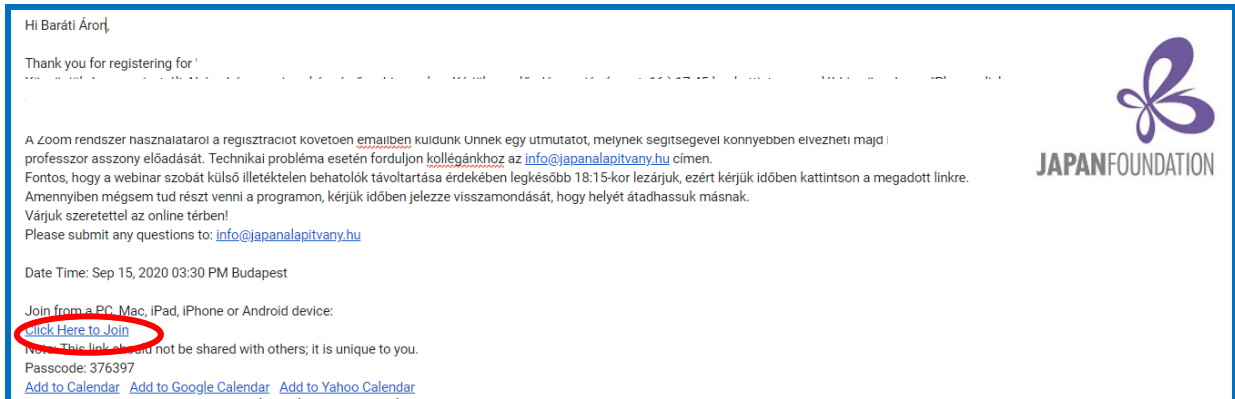 Hi Baráti Áron,
Thank you for registering for '
A Zoom rendszer használatáról a regisztrációt követően emailben küldünk Önnek egy útmutatót, melynek segítségével könnyebben élvezheti majd
professzor asszony előadását. Technikai probléma esetén forduljon kollégánkhoz az info@japanalapitvany.hu címen.
Fontos, hogy a webinar szobát külső illetéktelen behatolók távoltartása érdekében legkésőbb 18:15-kor lezárjuk, ezért kérjük időben kattintson a megadott linkre.
Amennyiben mégsem tud részt venni a programon, kérjük időben jelezze visszamondását, hogy helyét átadhassuk másnak.
Várjuk szeretettel az online térben!
Please submit any questions to: info@japanalapitvany.hu
Date Time: Sep 15, 2020 03:30 PM Budapest
Join from a PC, Mac, iPad, iPhone or Android device:
Click Here to Join
Note: This link should not be shared with others; it is unique to you.
Passcode: 376397
Add to Calendar Add to Google Calendar Add to Yahoo Calendar
JAPANFOUNDATION